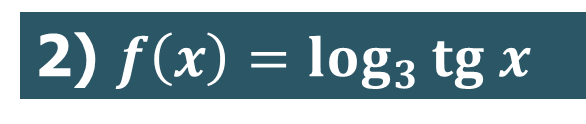 2) f(x) = log₃ tg x